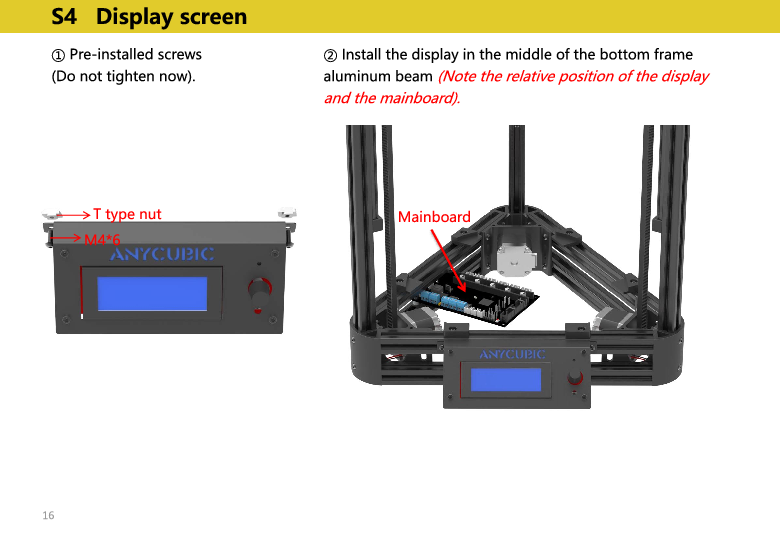 S4 Display screen
① Pre-installed screws
(Do not tighten now).
② Install the display in the middle of the bottom frame
aluminum beam (Note the relative position of the display
and the mainboard).
T type nut
M4*6
ANYCUBIC
Mainboard
ANYCUBIC
16